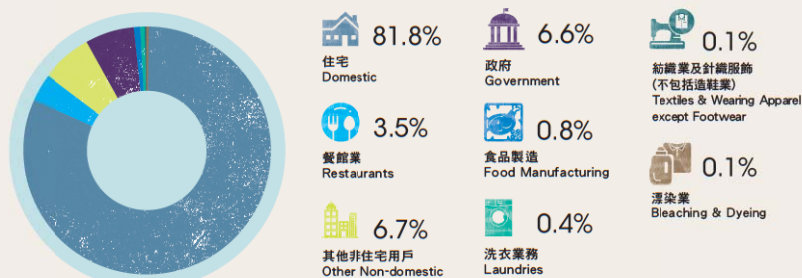 81.8%
住宅
Domestic
3.5%
餐館業
Restaurants
6.7%
其他非住宅用戶
Other Non-domestic
6.6%
政府
Government
0.8%
食品製造
Food Manufacturing
0.4%
洗衣業務
Laundries
0.1%
紡織業及針織服飾
(不包括造鞋業)
Textiles & Wearing Apparel
except Footwear
0.1%
漂染業
Bleaching & Dyeing